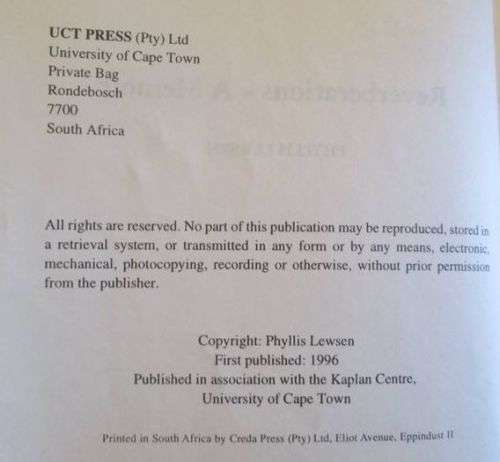 UCT PRESS (Pty) Ltd
University of Cape Town
Private Bag
Rondebosch
7700
South Africa
All rights are reserved. No part of this publication may be reproduced, stored in
a retrieval system, or transmitted in any form or by any means, electronic,
mechanical, photocopying, recording or otherwise, without prior permission
from the publisher.
Copyright: Phyllis Lewsen
First published: 1996
Published in association with the Kaplan Centre,
University of Cape Town
Printed in South Africa by Creda Press (Pty) Ltd, Eliot Avenue, Eppindust II